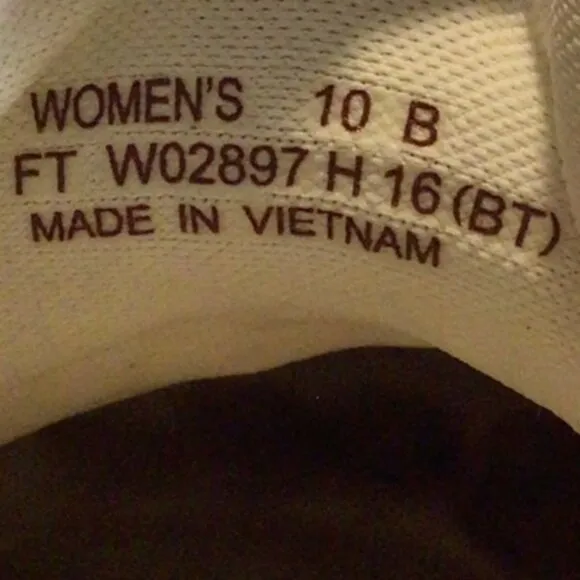 WOMEN'S 10 B
FT W02897 H 16 (BT)
MADE IN VIETNAM